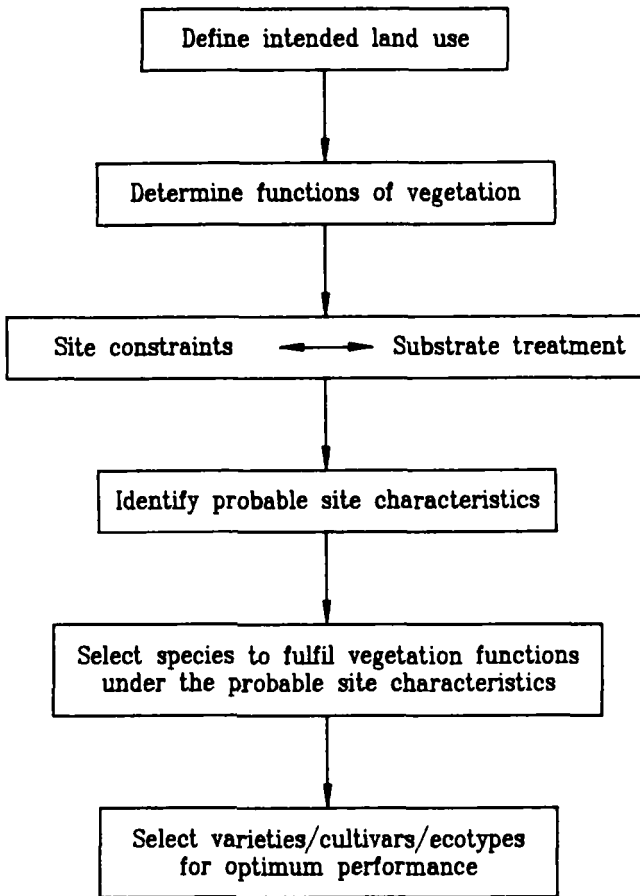 Define intended land use
Determine functions of vegetation
Site constraints Substrate treatment
Identify probable site characteristics
Select species to fulfil vegetation functions
under the probable site characteristics
Select varieties/cultivars/ecotypes
for optimum performance